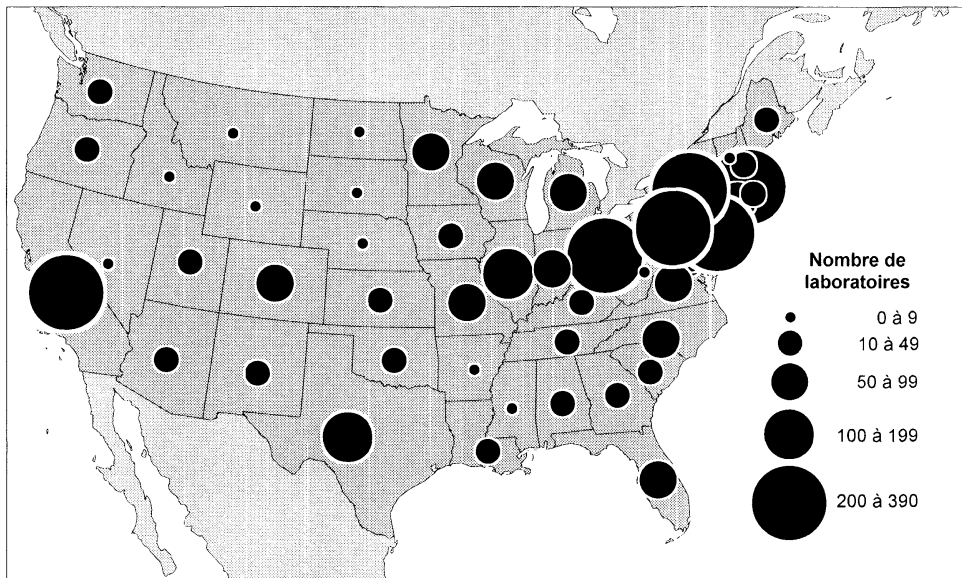 Nombre de
laboratoires
0 à 9
10 à 49
50 à 99
100 à 199
200 à 390